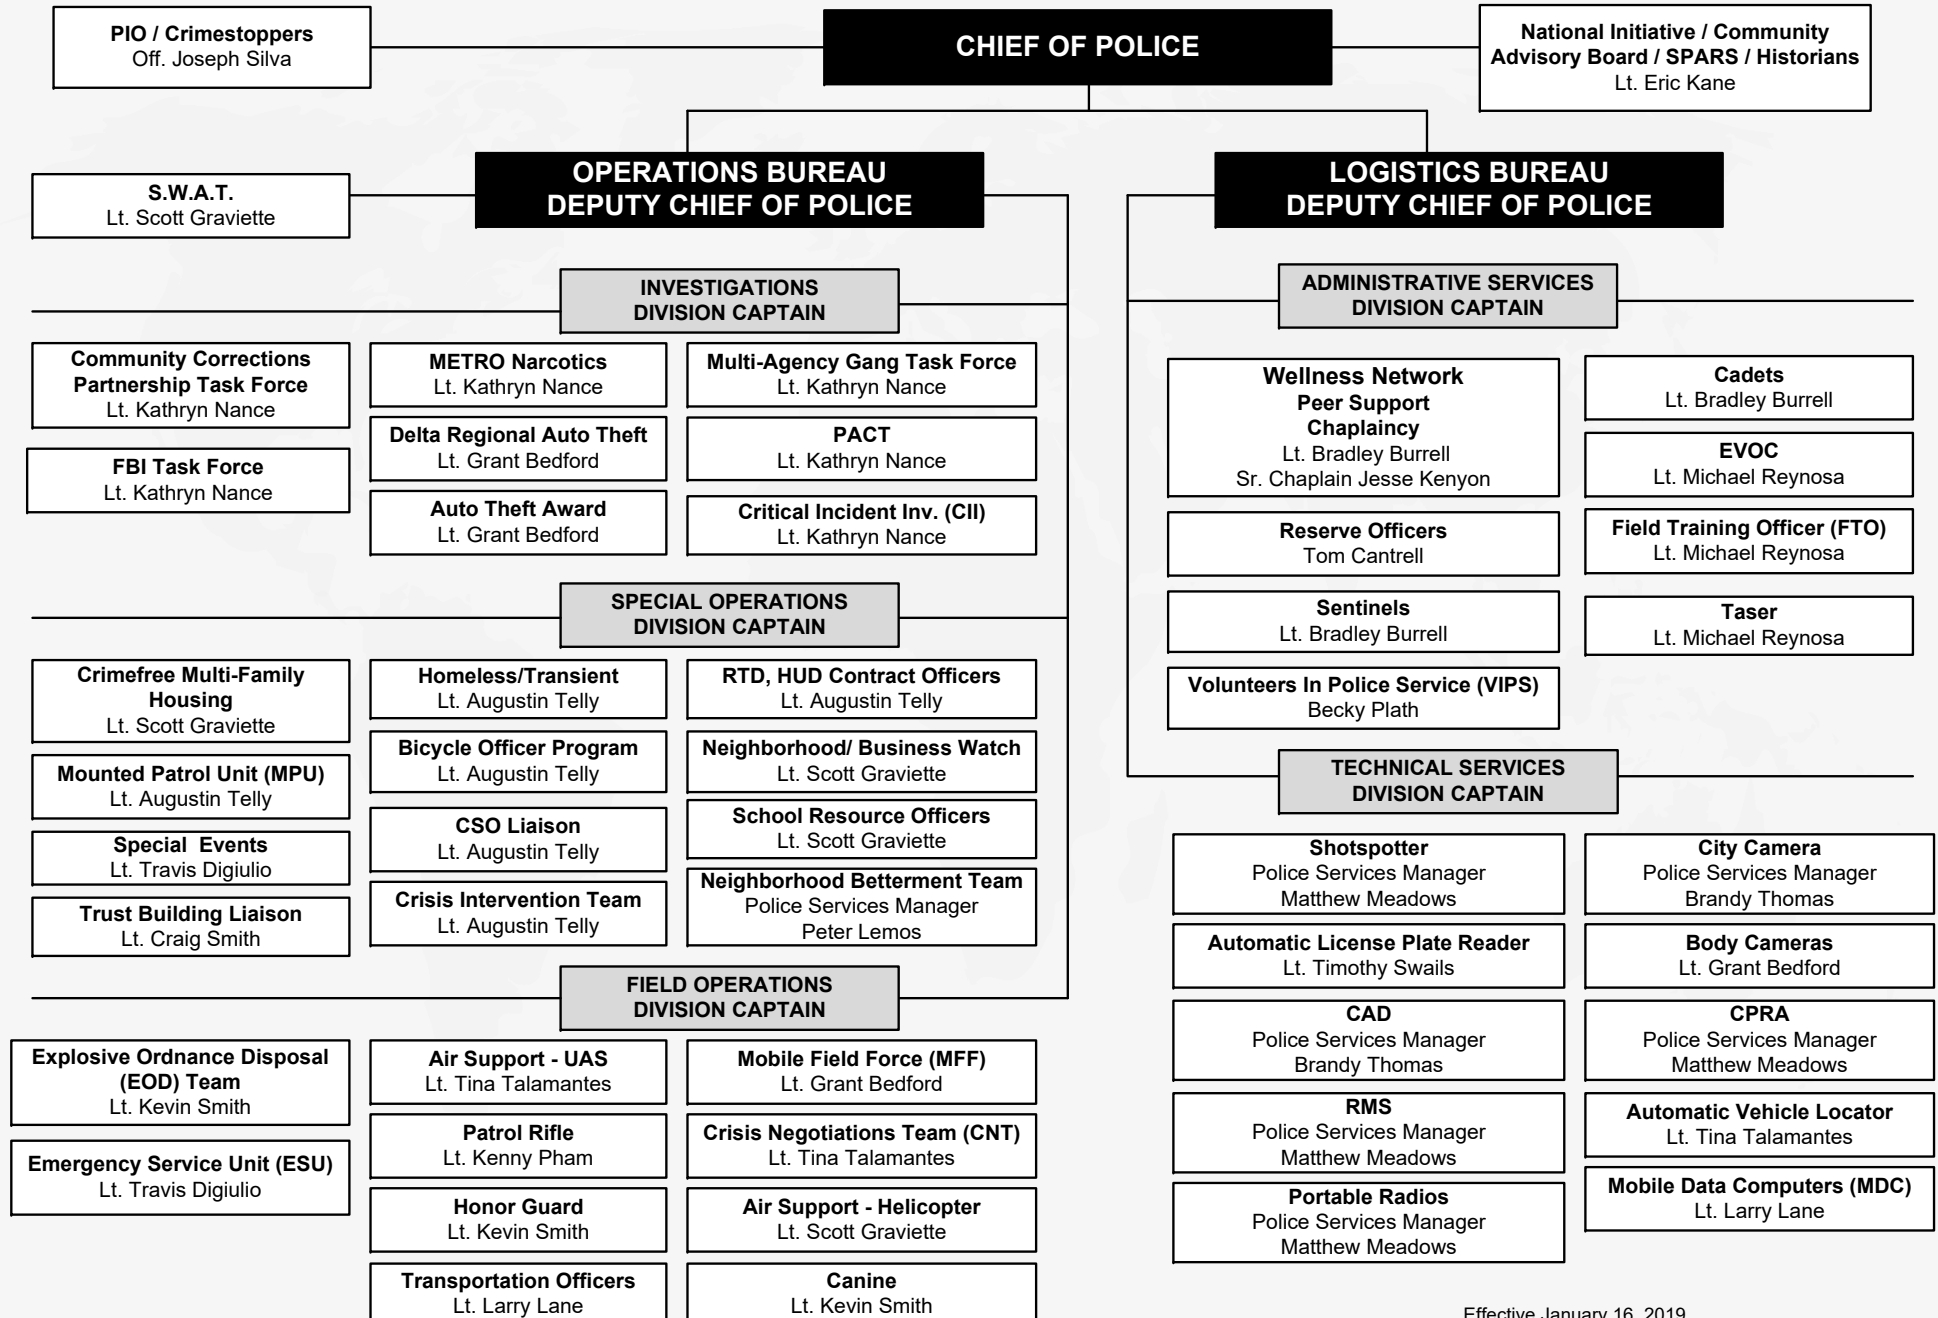 PIO / Crimestoppers
Off. Joseph Silva
CHIEF OF POLICE
National Initiative / Community
Advisory Board / SPARS / Historians
Lt. Eric Kane
S.W.A.T.
Lt. Scott Graviette
OPERATIONS BUREAU
DEPUTY CHIEF OF POLICE
LOGISTICS BUREAU
DEPUTY CHIEF OF POLICE
INVESTIGATIONS
DIVISION CAPTAIN
Community Corrections
Partnership Task Force
Lt. Kathryn Nance
FBI Task Force
Lt. Kathryn Nance
METRO Narcotics
Lt. Kathryn Nance
Delta Regional Auto Theft
Lt. Grant Bedford
Auto Theft Award
Lt. Grant Bedford
Multi-Agency Gang Task Force
Lt. Kathryn Nance
PACT
Lt. Kathryn Nance
Critical Incident Inv. (CII)
Lt. Kathryn Nance
SPECIAL OPERATIONS
DIVISION CAPTAIN
Crimefree Multi-Family
Housing
Lt. Scott Graviette
Mounted Patrol Unit (MPU)
Lt. Augustin Telly
Special Events
Lt. Travis Digiulio
Trust Building Liaison
Lt. Craig Smith
Homeless/Transient
Lt. Augustin Telly
Bicycle Officer Program
Lt. Augustin Telly
CSO Liaison
Lt. Augustin Telly
Crisis Intervention Team
Lt. Augustin Telly
RTD, HUD Contract Officers
Lt. Augustin Telly
Neighborhood/ Business Watch
Lt. Scott Graviette
School Resource Officers
Lt. Scott Graviette
Neighborhood Betterment Team
Police Services Manager
Peter Lemos
FIELD OPERATIONS
DIVISION CAPTAIN
Explosive Ordnance Disposal
(EOD) Team
Lt. Kevin Smith
Emergency Service Unit (ESU)
Lt. Travis Digiulio
Air Support - UAS
Lt. Tina Talamantes
Patrol Rifle
Lt. Kenny Pham
Honor Guard
Lt. Kevin Smith
Transportation Officers
Lt. Larry Lane
Mobile Field Force (MFF)
Lt. Grant Bedford
Crisis Negotiations Team (CNT)
Lt. Tina Talamantes
Air Support - Helicopter
Lt. Scott Graviette
Canine
Lt. Kevin Smith
ADMINISTRATIVE SERVICES
DIVISION CAPTAIN
Wellness Network
Peer Support
Chaplaincy
Lt. Bradley Burrell
Sr. Chaplain Jesse Kenyon
Reserve Officers
Tom Cantrell
Sentinels
Lt. Bradley Burrell
Volunteers In Police Service (VIPS)
Becky Plath
Cadets
Lt. Bradley Burrell
EVOC
Lt. Michael Reynosa
Field Training Officer (FTO)
Lt. Michael Reynosa
Taser
Lt. Michael Reynosa
TECHNICAL SERVICES
DIVISION CAPTAIN
Shotspotter
Police Services Manager
Matthew Meadows
Automatic License Plate Reader
Lt. Timothy Swails
CAD
Police Services Manager
Brandy Thomas
RMS
Police Services Manager
Matthew Meadows
Portable Radios
Police Services Manager
Matthew Meadows
City Camera
Police Services Manager
Brandy Thomas
Body Cameras
Lt. Grant Bedford
CPRA
Police Services Manager
Matthew Meadows
Automatic Vehicle Locator
Lt. Tina Talamantes
Mobile Data Computers (MDC)
Lt. Larry Lane
Effective January 16, 2019